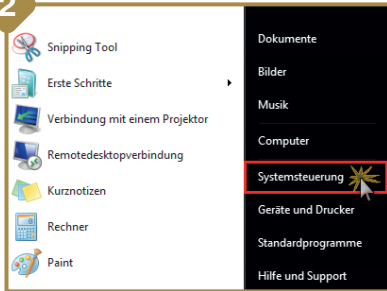 2
Snipping Tool
Erste Schritte
Verbindung mit einem Projektor
Remotedesktopverbindung
Kurznotizen
Rechner
Paint
Dokumente
Bilder
Musik
Computer
Systemsteuerung
Geräte und Drucker
Standardprogramme
Hilfe und Support